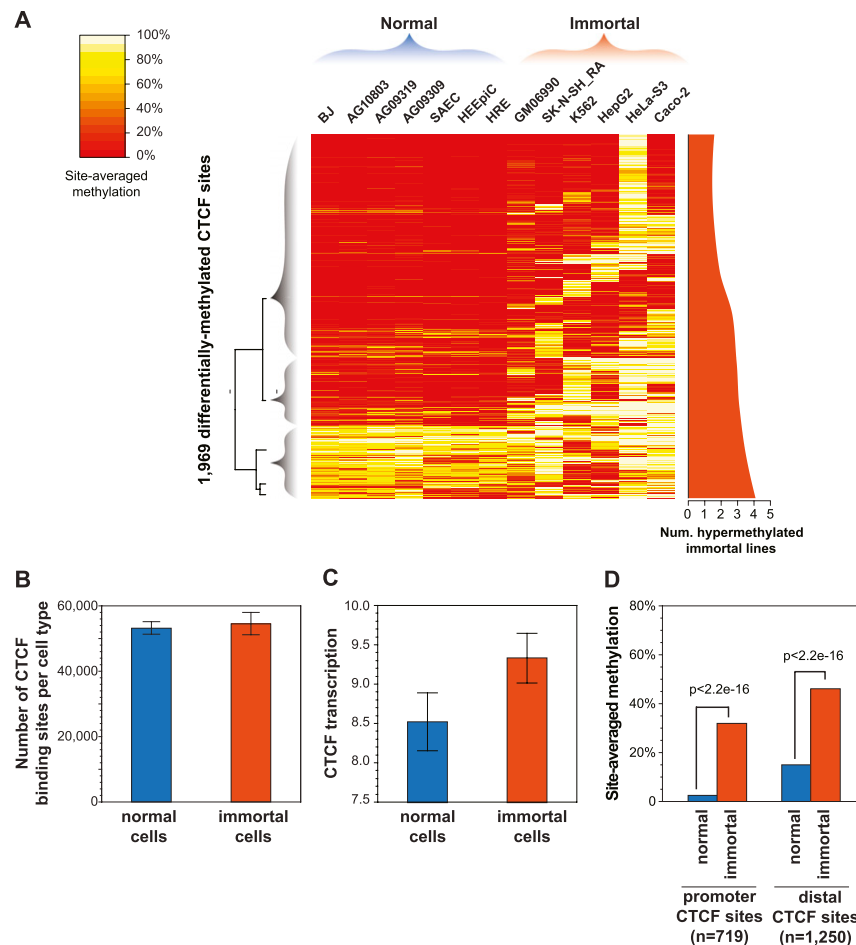 A
Normal
Immortal
100%
80%
60%
40%
20%
0%
Site-averaged
methylation
BJ
AG10803
AG09319
AG09309
SAEC
HEEpiC
HRE
GM06990
SK-N-SH_RA
K562
HepG2
HeLa-S3
Caco-2
1,969 differentially-methylated CTCF sites
0 1 2 3 4 5
Num. hypermethylated
immortal lines
B
Number of CTCF
binding sites per cell type
60,000
40,000
20,000
0
normal
cells
immortal
cells
C
CTCF transcription
10.0
9.5
9.0
8.5
8.0
7.5
normal
cells
immortal
cells
D
Site-averaged methylation
80%
60%
40%
20%
0
p<2.2e-16
p<2.2e-16
normal
immortal
normal
immortal
promoter
CTCF sites
(n=719)
distal
CTCF sites
(n=1,250)